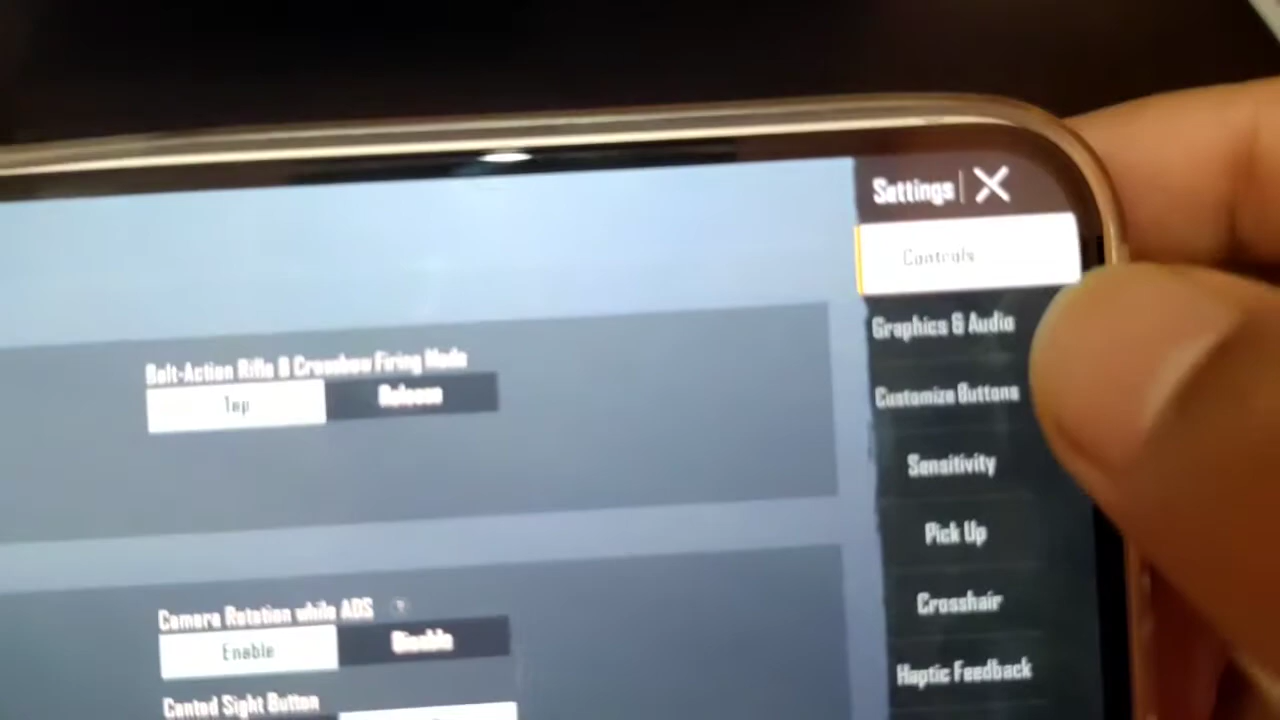 Settings
Controls
Graphics & Audio
Customize Buttons
Sensitivity
Pick Up
Crosshair
Haptic Feedback
Bolt-Action Rifle & Crossbow Firing Mode
Tap Release
Camera Rotation while ADS ?
Enable Disable
Canted Sight Button